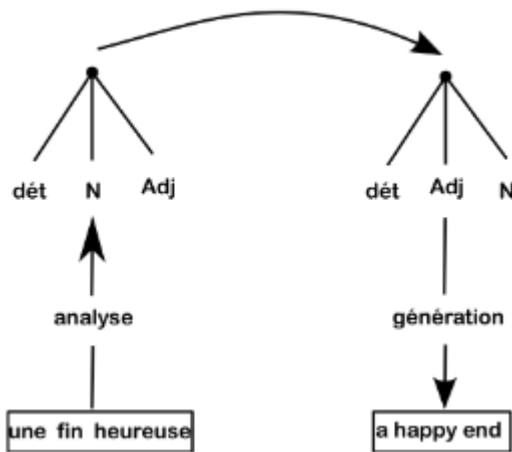 dét N Adj
dét Adj N
analyse
génération
une fin heureuse
a happy end